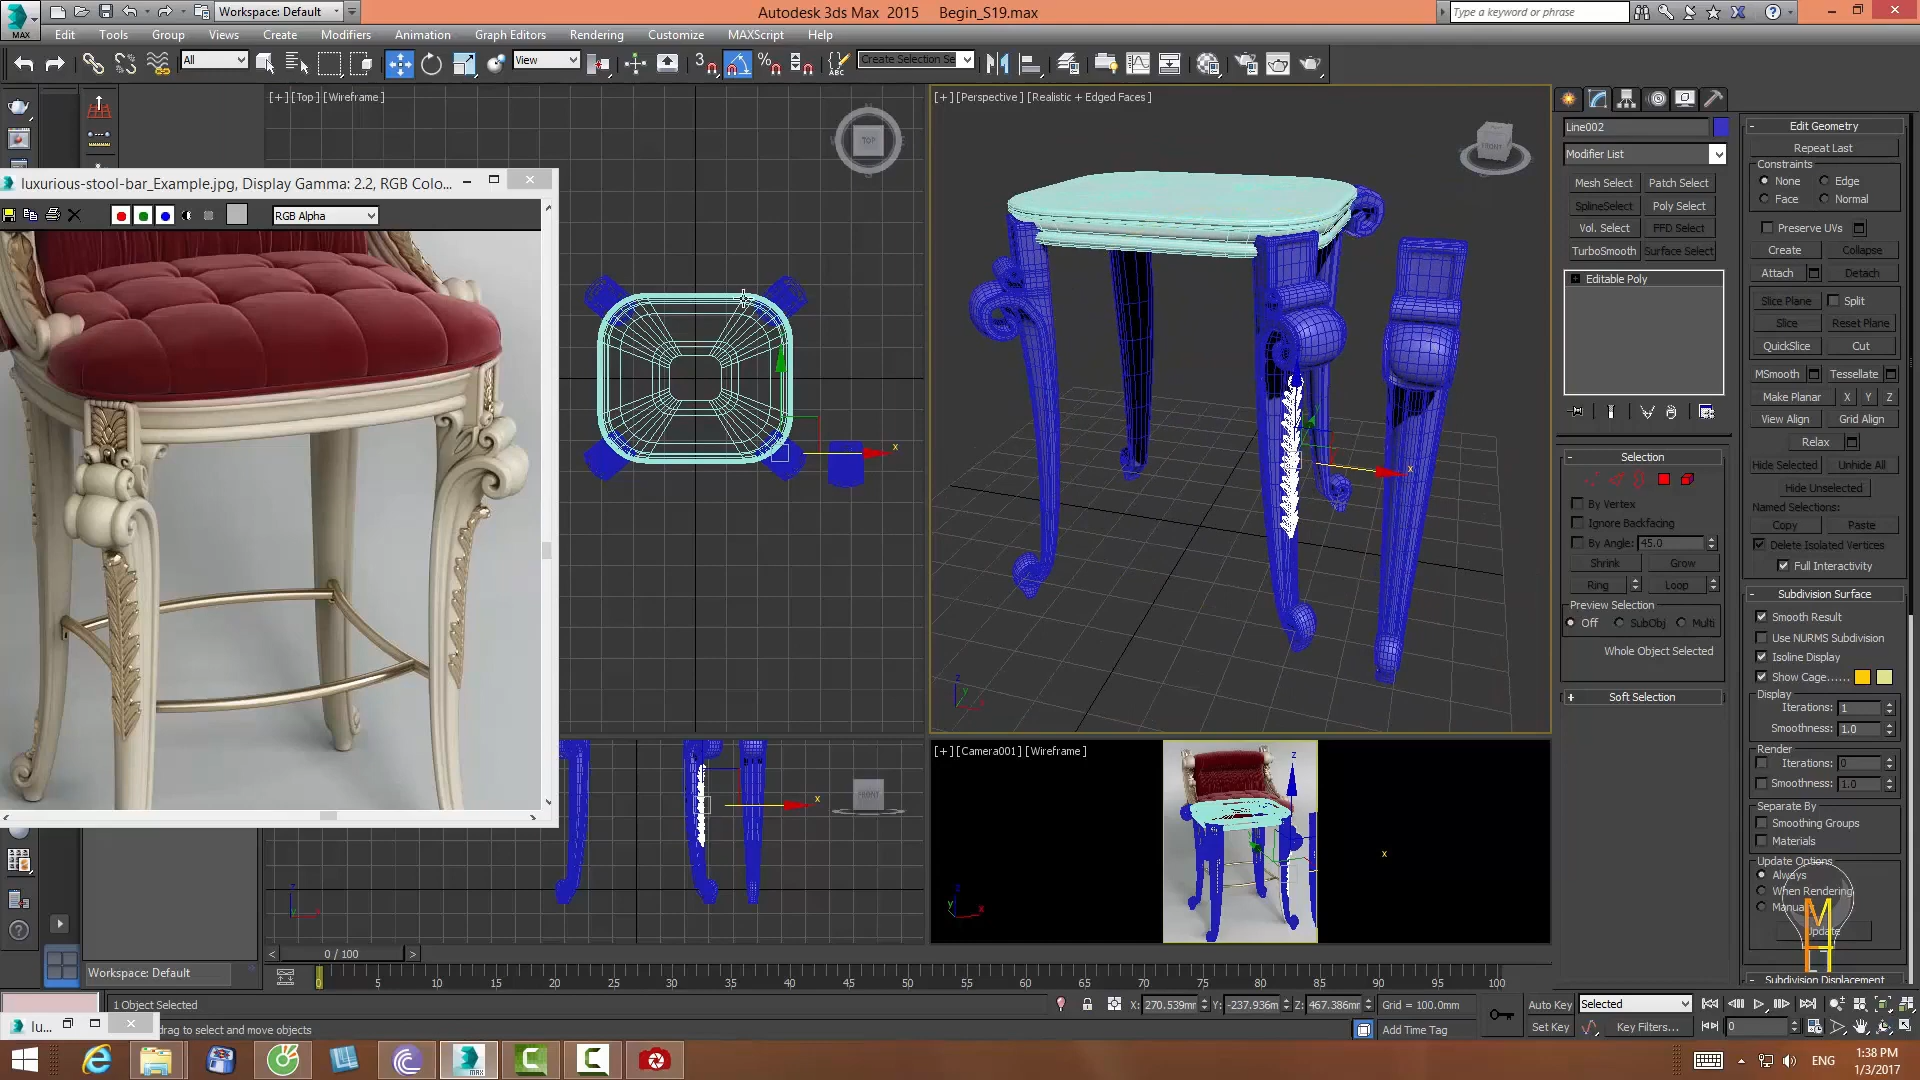 Workspace: Default
Autodesk 3ds Max 2015 Begin_S19.max
Type a keyword or phrase
MAX
Edit Tools Group Views Create Modifiers Animation Graph Editors Rendering Customize MAXScript Help
All
View
3
Create Selection Se
ABC
[+] [Top] [Wireframe]
TOP
[+] [Perspective] [Realistic + Edged Faces]
FRONT
luxurious-stool-bar_Example.jpg, Display Gamma: 2.2, RGB Colo...
RGB Alpha
Line002
Modifier List
Mesh Select Patch Select
SplineSelect Poly Select
Vol. Select FFD Select
TurboSmooth Surface Select
Editable Poly
Selection
By Vertex
Ignore Backfacing
By Angle: 45.0
Shrink Grow
Ring Loop
Preview Selection
Off SubObj Multi
Whole Object Selected
Soft Selection
Edit Geometry
Repeat Last
Constraints
None Edge
Face Normal
Preserve UVs
Create Collapse
Attach Detach
Slice Plane Split
Slice Reset Plane
QuickSlice Cut
MSmooth Tessellate
Make Planar X Y Z
View Align Grid Align
Relax
Hide Selected Unhide All
Hide Unselected
Named Selections:
Copy Paste
Delete Isolated Vertices
Full Interactivity
Subdivision Surface
Smooth Result
Use NURMS Subdivision
Isoline Display
Show Cage......
Display
Iterations: 1
Smoothness: 1.0
Render
Iterations: 0
Smoothness: 1.0
Separate By
Smoothing Groups
Materials
Update Options
Always
When Rendering
Manua
Update
Subdivision Displacement
x
x
z
y
x
FRONT
[+] [Camera001] [Wireframe]
z
x
y
x
z
Workspace: Default
0 / 100
0 5 10 15 20 25 30 35 40 45 50 55 60 65 70 75 80 85 90 95 100
1 Object Selected
X: 270.539mm Y: -237.936m Z: 467.386mm Grid = 100.0mm
Auto Key Selected
lu...
drag to select and move objects
Add Time Tag
Set Key Key Filters... 0
MAX
ENG
1:38 PM
1/3/2017